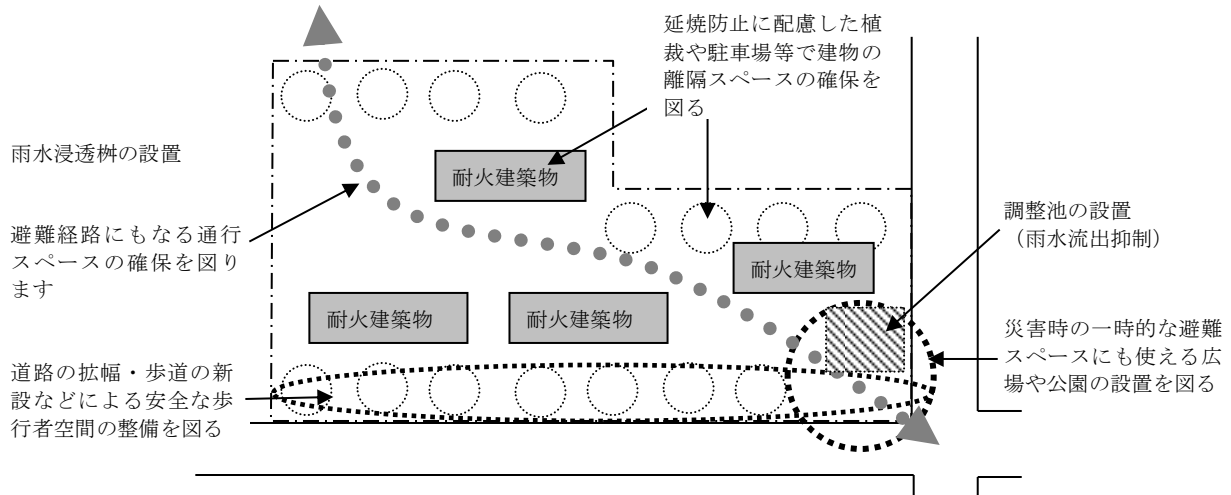 延焼防止に配慮した植
裁や駐車場等で建物の
離隔スペースの確保を
図る
雨水浸透桝の設置
避難経路にもなる通行
スペースの確保を図り
ます
道路の拡幅・歩道の新
設などによる安全な歩
行者空間の整備を図る
耐火建築物
耐火建築物
耐火建築物
耐火建築物
調整池の設置
（雨水流出抑制）
災害時の一時的な避難
スペースにも使える広
場や公園の設置を図る